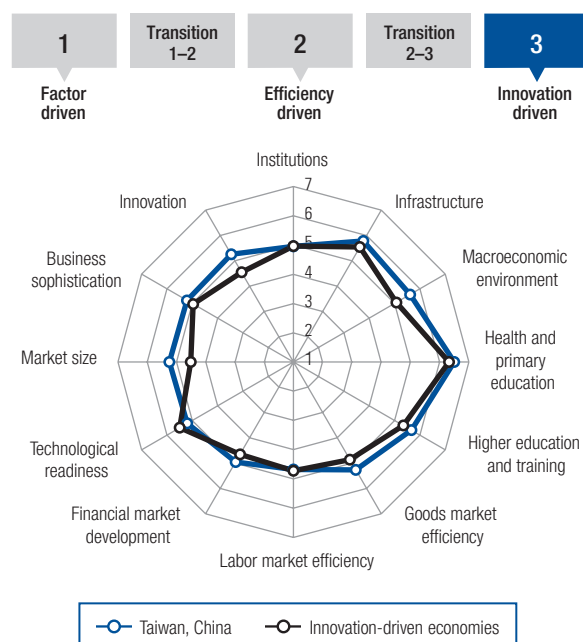 1
Transition
1–2
2
Transition
2–3
3
Factor
driven
Efficiency
driven
Innovation
driven
Institutions
Innovation
Infrastructure
Business
sophistication
Macroeconomic
environment
Market size
Health and
primary
education
Technological
readiness
Higher education
and training
Financial market
development
Goods market
efficiency
Labor market efficiency
7
6
5
4
3
2
1
Taiwan, China
Innovation-driven economies